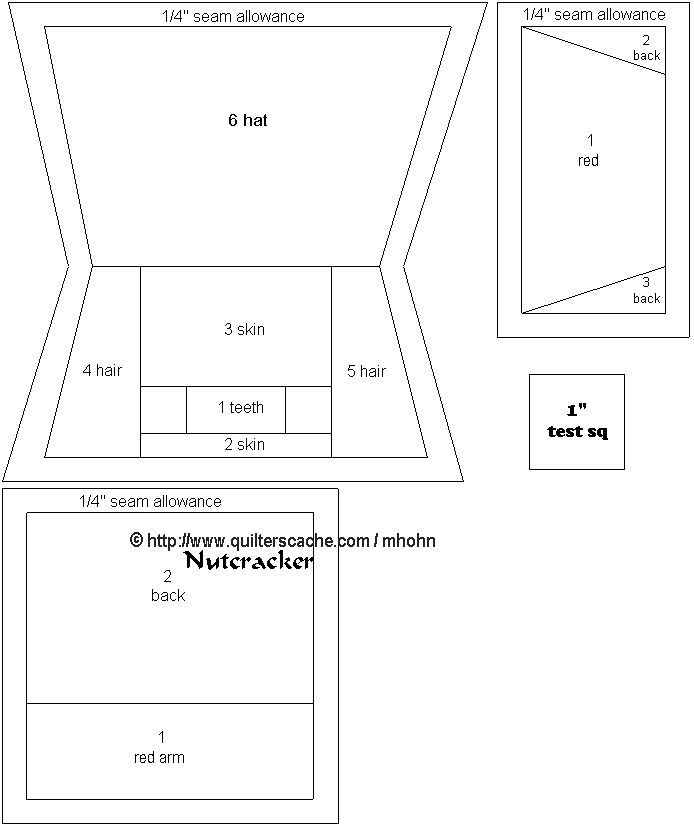 1/4" seam allowance
6 hat
3 skin
4 hair
5 hair
1 teeth
2 skin
1/4" seam allowance
2
back
1
red
3
back
1"
test sq
1/4" seam allowance
© http://www.quilterscache.com / mhohn
Nutcracker
2
back
1
red arm